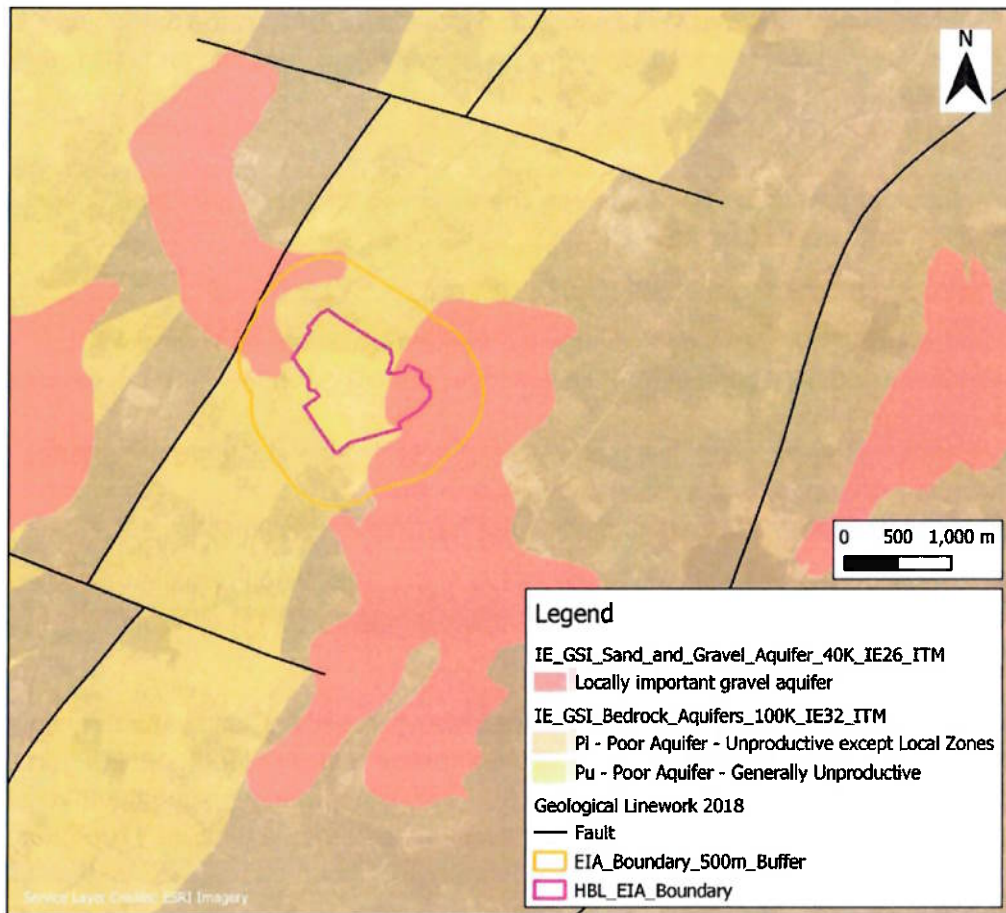 N
0 500 1,000 m
Legend
IE_GSI_Sand_and_Gravel_Aquifer_40K_IE26_ITM
Locally important gravel aquifer
IE_GSI_Bedrock_Aquifers_100K_IE32_ITM
Pl - Poor Aquifer - Unproductive except Local Zones
Pu - Poor Aquifer - Generally Unproductive
Geological Linework 2018
Fault
EIA_Boundary_500m_Buffer
HBL_EIA_Boundary
Service Layer Credits: ESRI Imagery